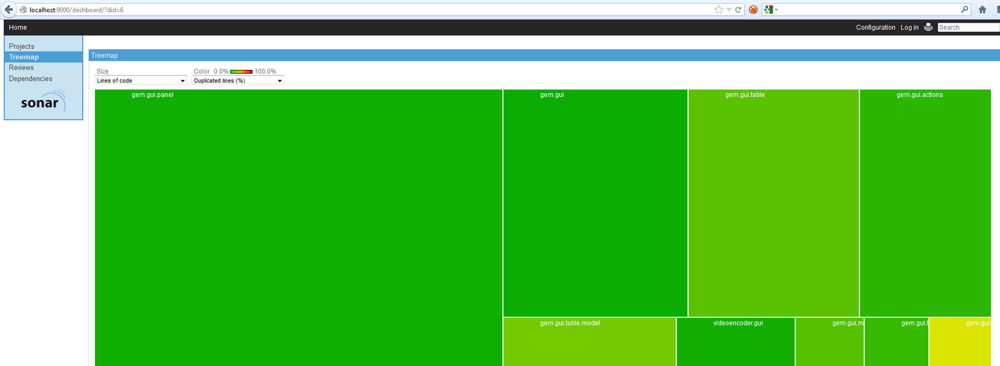 localhost:9000/dashboard/?did=6
Home
Configuration Log in Search
Projects
Treemap
Reviews
Dependencies
sonar
Treemap
Size
Color 0.0% 100.0%
Lines of code
Duplicated lines (%)
gem.gui.panel
gem.gui
gem.gui.table
gem.gui.actions
gem.gui.table.model
videoencoder.gui
gem.gui.m
gem.gui.t
.gem.gui.